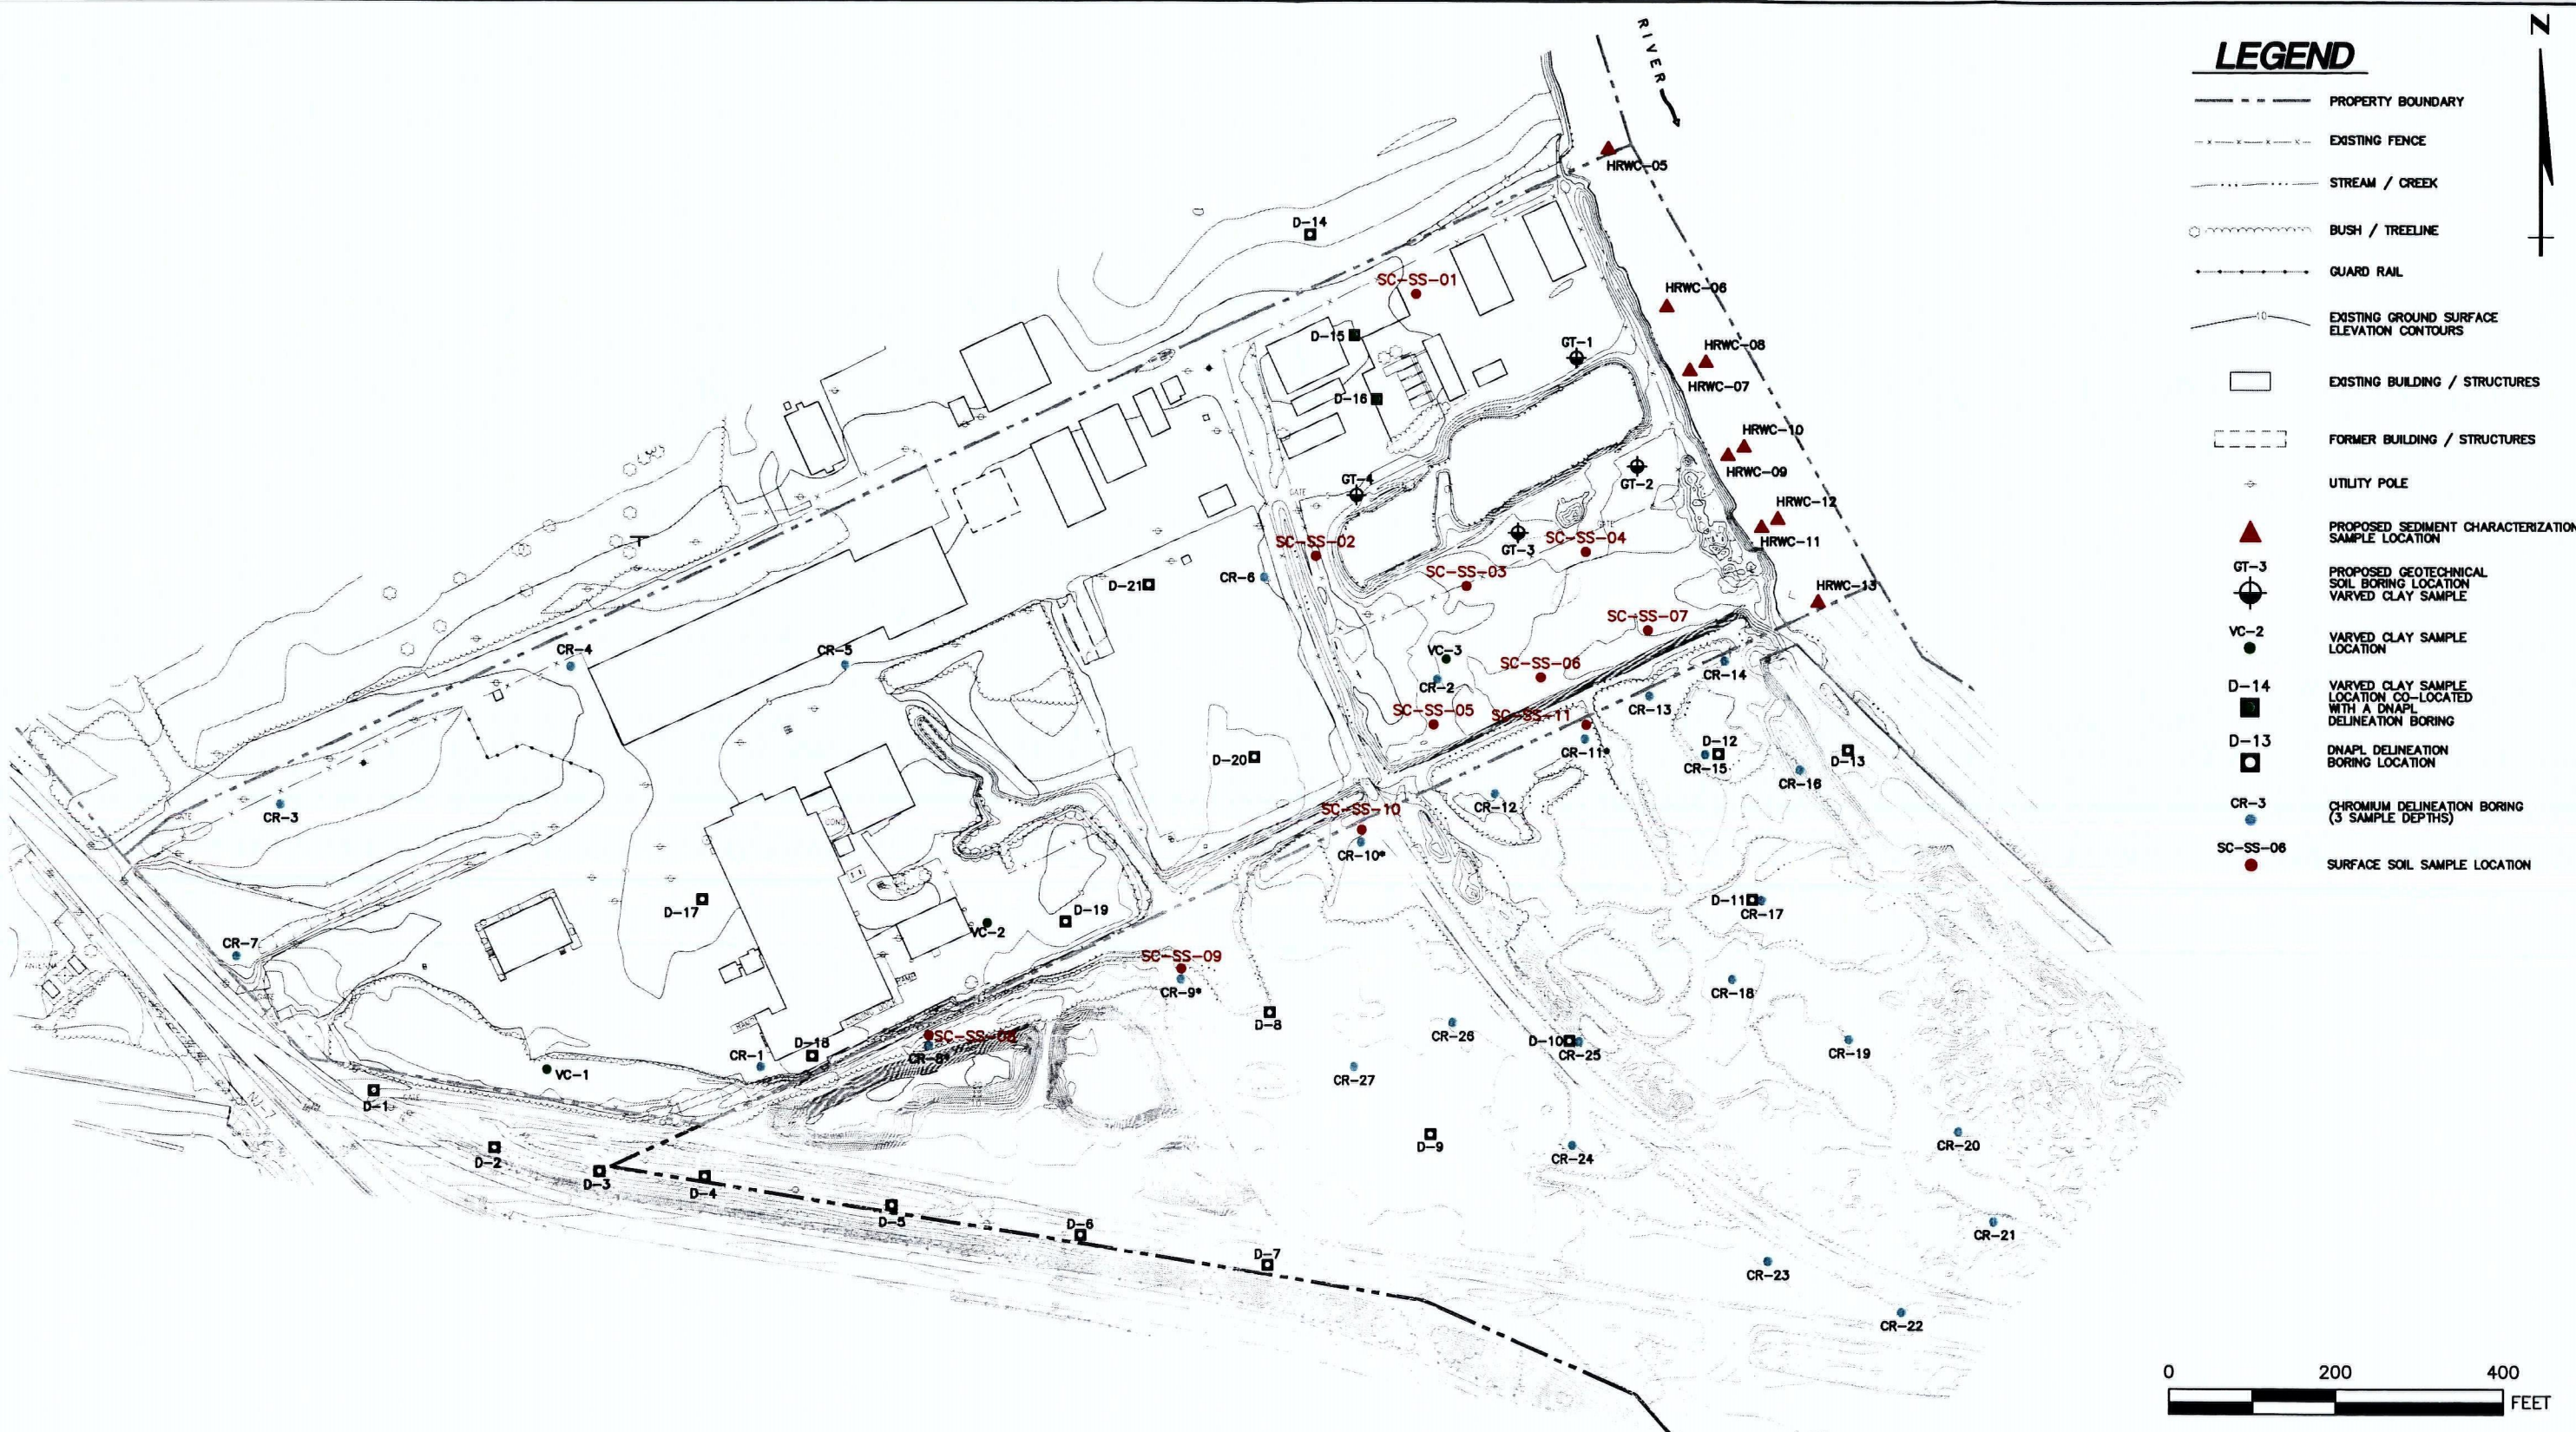 RIVER
N
LEGEND
PROPERTY BOUNDARY
EXISTING FENCE
STREAM / CREEK
BUSH / TREELINE
GUARD RAIL
10
EXISTING GROUND SURFACE
ELEVATION CONTOURS
EXISTING BUILDING / STRUCTURES
FORMER BUILDING / STRUCTURES
UTILITY POLE
PROPOSED SEDIMENT CHARACTERIZATION
SAMPLE LOCATION
GT-3
PROPOSED GEOTECHNICAL
SOIL BORING LOCATION
VARVED CLAY SAMPLE
VC-2
VARVED CLAY SAMPLE
LOCATION
D-14
VARVED CLAY SAMPLE
LOCATION CO-LOCATED
WITH A DNAPL
DELINEATION BORING
D-13
DNAPL DELINEATION
BORING LOCATION
CR-3
CHROMIUM DELINEATION BORING
(3 SAMPLE DEPTHS)
SC-SS-06
SURFACE SOIL SAMPLE LOCATION
HRWC-05
D-14
SC-SS-01
HRWC-06
D-15
GT-1
HRWC-08
HRWC-07
D-16
HRWC-10
HRWC-09
GT-4
GT-2
GATE
HRWC-12
HRWC-11
SC-SS-02
GT-3
SC-SS-04
GATE
CR-6
D-21
SC-SS-03
HRWC-13
SC-SS-07
CR-4
CR-5
VC-3
SC-SS-06
CR-2
CR-14
SC-SS-05
SC-SS-11
CR-13
CR-11*
D-12
CR-15
D-13
CR-16
D-20
CR-3
GATE
CONC
SC-SS-10
CR-12
CR-10*
D-17
D-19
VC-2
D-11
CR-17
CR-7
SC-SS-09
CR-9*
CR-18
D-8
CR-26
D-10
CR-25
CR-19
D-18
SC-SS-08
CR-8*
CR-1
CR-27
VC-1
D-1
GATE
NJ-7
D-2
D-9
CR-24
CR-20
D-3
D-4
D-5
D-6
D-7
CR-21
CR-23
CR-22
0 200 400
FEET